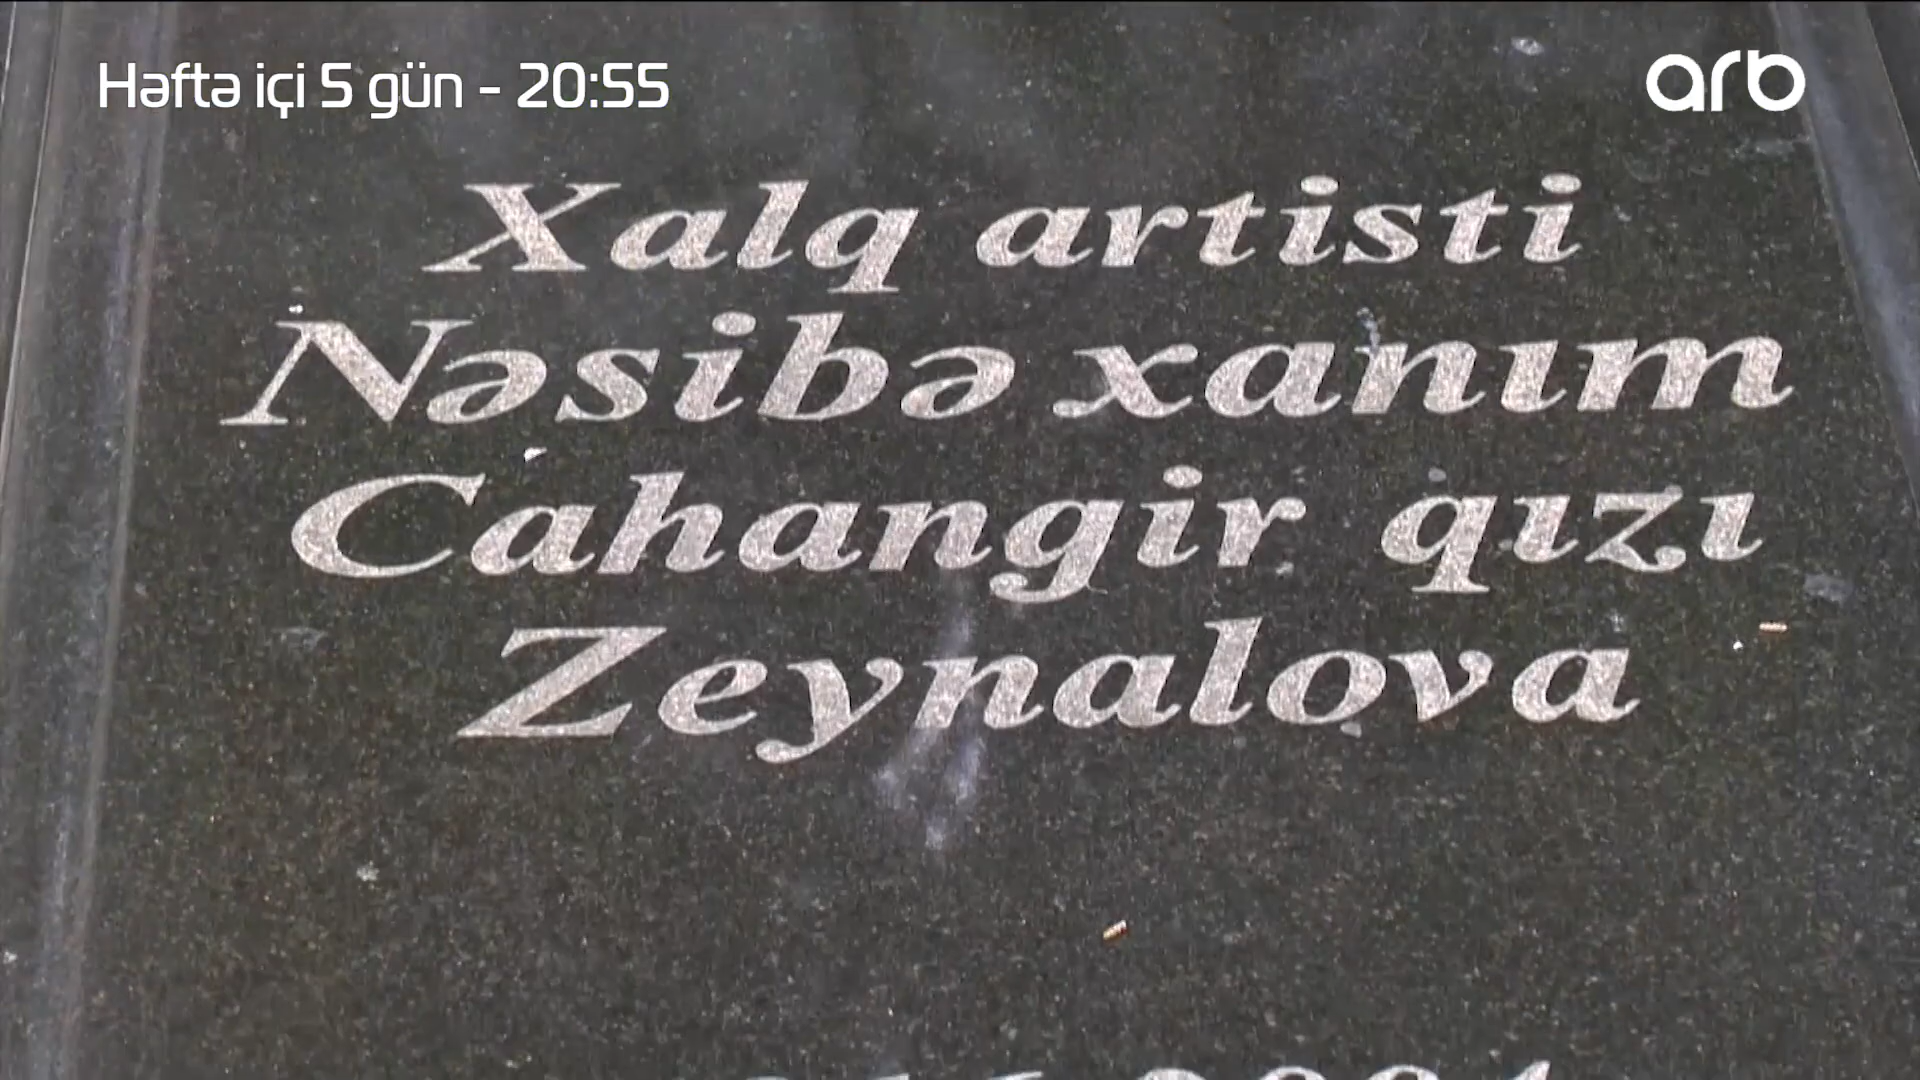 Həftə içi 5 gün - 20:55
arb
Xalq artisti
Nəsibə xanım
Cahangir qızı
Zeynalova